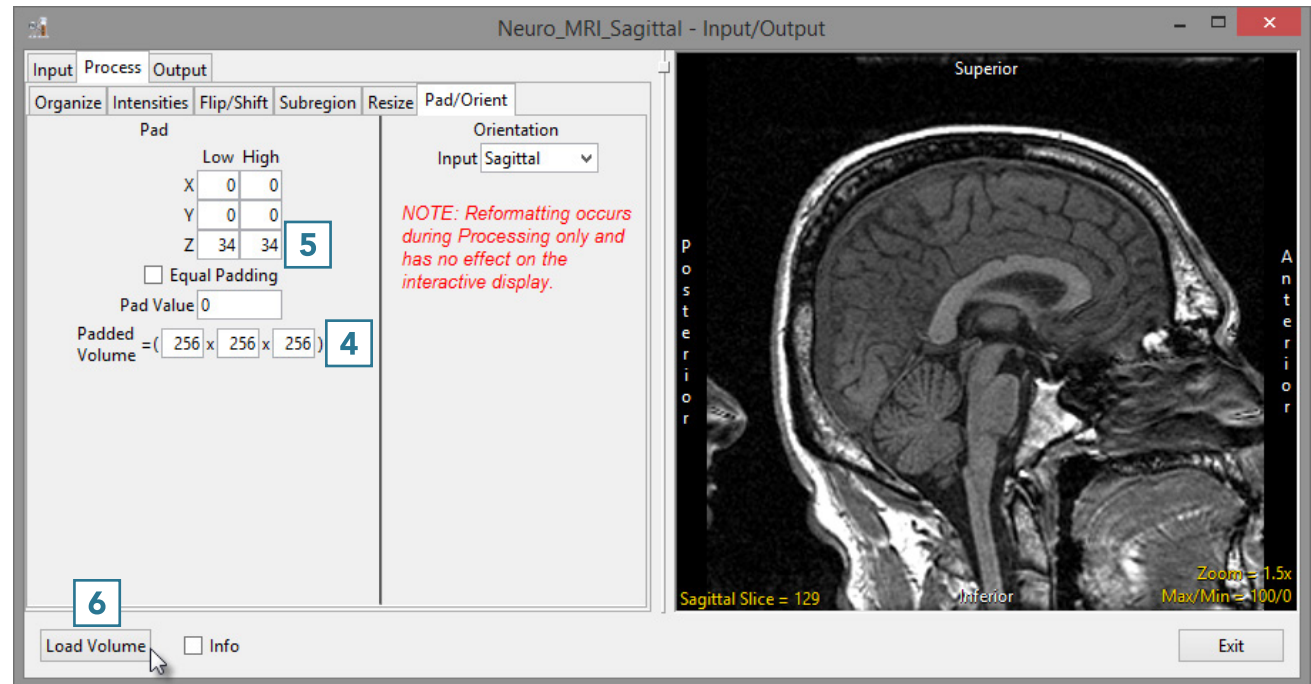 Neuro_MRI_Sagittal - Input/Output
Input Process Output
Organize Intensities Flip/Shift Subregion Resize Pad/Orient
Pad
Low High
X 0 0
Y 0 0
Z 34 34
5
Equal Padding
Pad Value 0
Padded Volume =( 256 x 256 x 256 )
4
Orientation
Input Sagittal
NOTE: Reformatting occurs
during Processing only and
has no effect on the
interactive display.
Superior
Posterior
Anterior
Zoom = 1.5x
Sagittal Slice = 129
Inferior
Max/Min = 100/0
6
Load Volume
Info
Exit